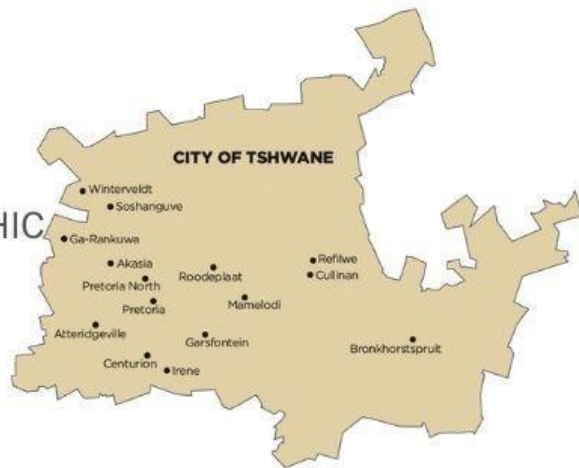 CITY OF TSHWANE
Winterveldt
Soshanguve
HIC
Ga-Rankuwa
Akasia
Refilwe
Roodeplaat
Cullinan
Pretoria North
Pretoria
Mamelodi
Atteridgeville
Garsfontein
Bronkhorstspruit
Centurion
Irene